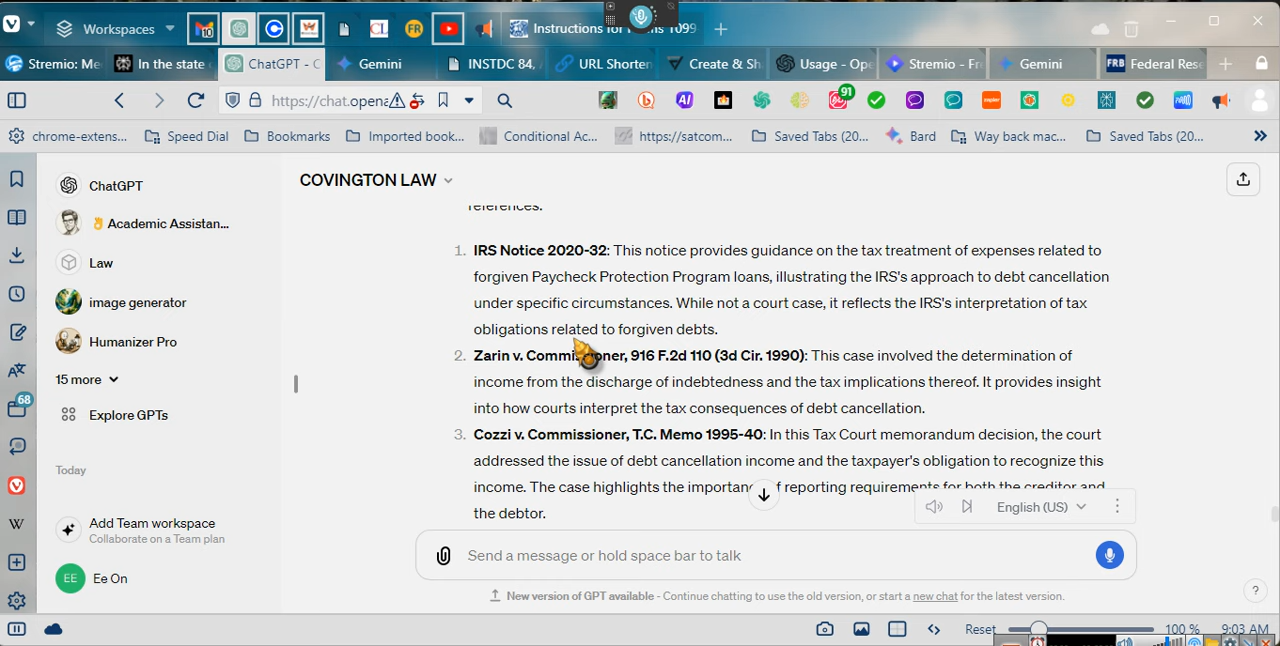 Workspaces
Instructions for
1099
Stremio: Me
In the state
ChatGPT - C
Gemini
INSTDC 84,
URL Shorten
Create & Sh
Usage - Ope
Stremio - Fr
Gemini
FRB Federal Rese
https://chat.opena
91
chrome-extens...
Speed Dial
Bookmarks
Imported book...
Conditional Ac...
https://satcom...
Saved Tabs (20...
Bard
Way back mac...
Saved Tabs (20...
ChatGPT
Academic Assistan...
Law
image generator
Humanizer Pro
15 more
Explore GPTs
Today
Add Team workspace
Collaborate on a Team plan
EE Ee On
68
COVINGTON LAW
references.
1. IRS Notice 2020-32: This notice provides guidance on the tax treatment of expenses related to
forgiven Paycheck Protection Program loans, illustrating the IRS's approach to debt cancellation
under specific circumstances. While not a court case, it reflects the IRS's interpretation of tax
obligations related to forgiven debts.
2. Zarin v. Commissioner, 916 F.2d 110 (3d Cir. 1990): This case involved the determination of
income from the discharge of indebtedness and the tax implications thereof. It provides insight
into how courts interpret the tax consequences of debt cancellation.
3. Cozzi v. Commissioner, T.C. Memo 1995-40: In this Tax Court memorandum decision, the court
addressed the issue of debt cancellation income and the taxpayer's obligation to recognize this
income. The case highlights the importance of reporting requirements for both the creditor and
the debtor.
English (US)
Send a message or hold space bar to talk
New version of GPT available - Continue chatting to use the old version, or start a new chat for the latest version.
?
Reset
100 %
9:03 AM